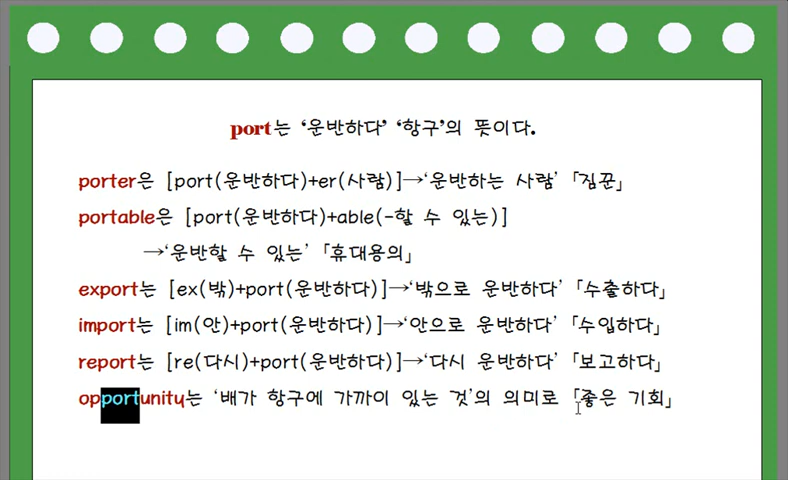 port는 ‘운반하다’ ‘항구’의 뜻이다.
porter은 [port(운반하다)+er(사람)]→‘운반하는 사람’ 「짐꾼」
portable은 [port(운반하다)+able(-할 수 있는)]
→‘운반할 수 있는’ 「휴대용의」
export는 [ex(밖)+port(운반하다)]→‘밖으로 운반하다’ 「수출하다」
import는 [im(안)+port(운반하다)]→‘안으로 운반하다’ 「수입하다」
report는 [re(다시)+port(운반하다)]→‘다시 운반하다’ 「보고하다」
opportunity는 ‘배가 항구에 가까이 있는 것’의 의미로 「좋은 기회」